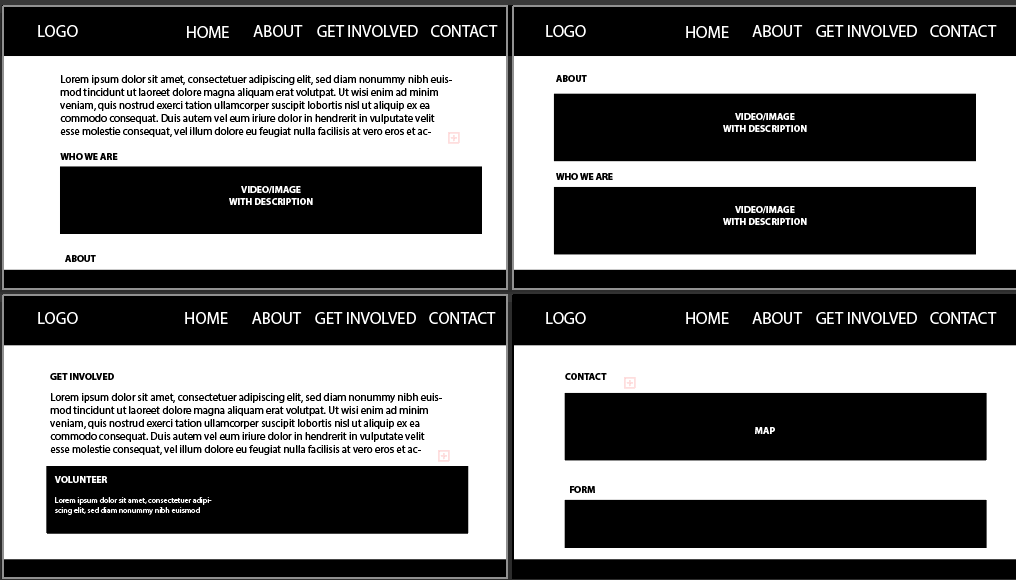 LOGO HOME ABOUT GET INVOLVED CONTACT
Lorem ipsum dolor sit amet, consectetuer adipiscing elit, sed diam nonummy nibh euis-
mod tincidunt ut laoreet dolore magna aliquam erat volutpat. Ut wisi enim ad minim
veniam, quis nostrud exerci tation ullamcorper suscipit lobortis nisl ut aliquip ex ea
commodo consequat. Duis autem vel eum iriure dolor in hendrerit in vulputate velit
esse molestie consequat, vel illum dolore eu feugiat nulla facilisis at vero eros et ac-
WHO WE ARE
VIDEO/IMAGE
WITH DESCRIPTION
ABOUT
LOGO HOME ABOUT GET INVOLVED CONTACT
ABOUT
VIDEO/IMAGE
WITH DESCRIPTION
WHO WE ARE
VIDEO/IMAGE
WITH DESCRIPTION
LOGO HOME ABOUT GET INVOLVED CONTACT
GET INVOLVED
Lorem ipsum dolor sit amet, consectetuer adipiscing elit, sed diam nonummy nibh euis-
mod tincidunt ut laoreet dolore magna aliquam erat volutpat. Ut wisi enim ad minim
veniam, quis nostrud exerci tation ullamcorper suscipit lobortis nisl ut aliquip ex ea
commodo consequat. Duis autem vel eum iriure dolor in hendrerit in vulputate velit
esse molestie consequat, vel illum dolore eu feugiat nulla facilisis at vero eros et ac-
VOLUNTEER
Lorem ipsum dolor sit amet, consectetuer adipi-
scing elit, sed diam nonummy nibh euismod
LOGO HOME ABOUT GET INVOLVED CONTACT
CONTACT
MAP
FORM